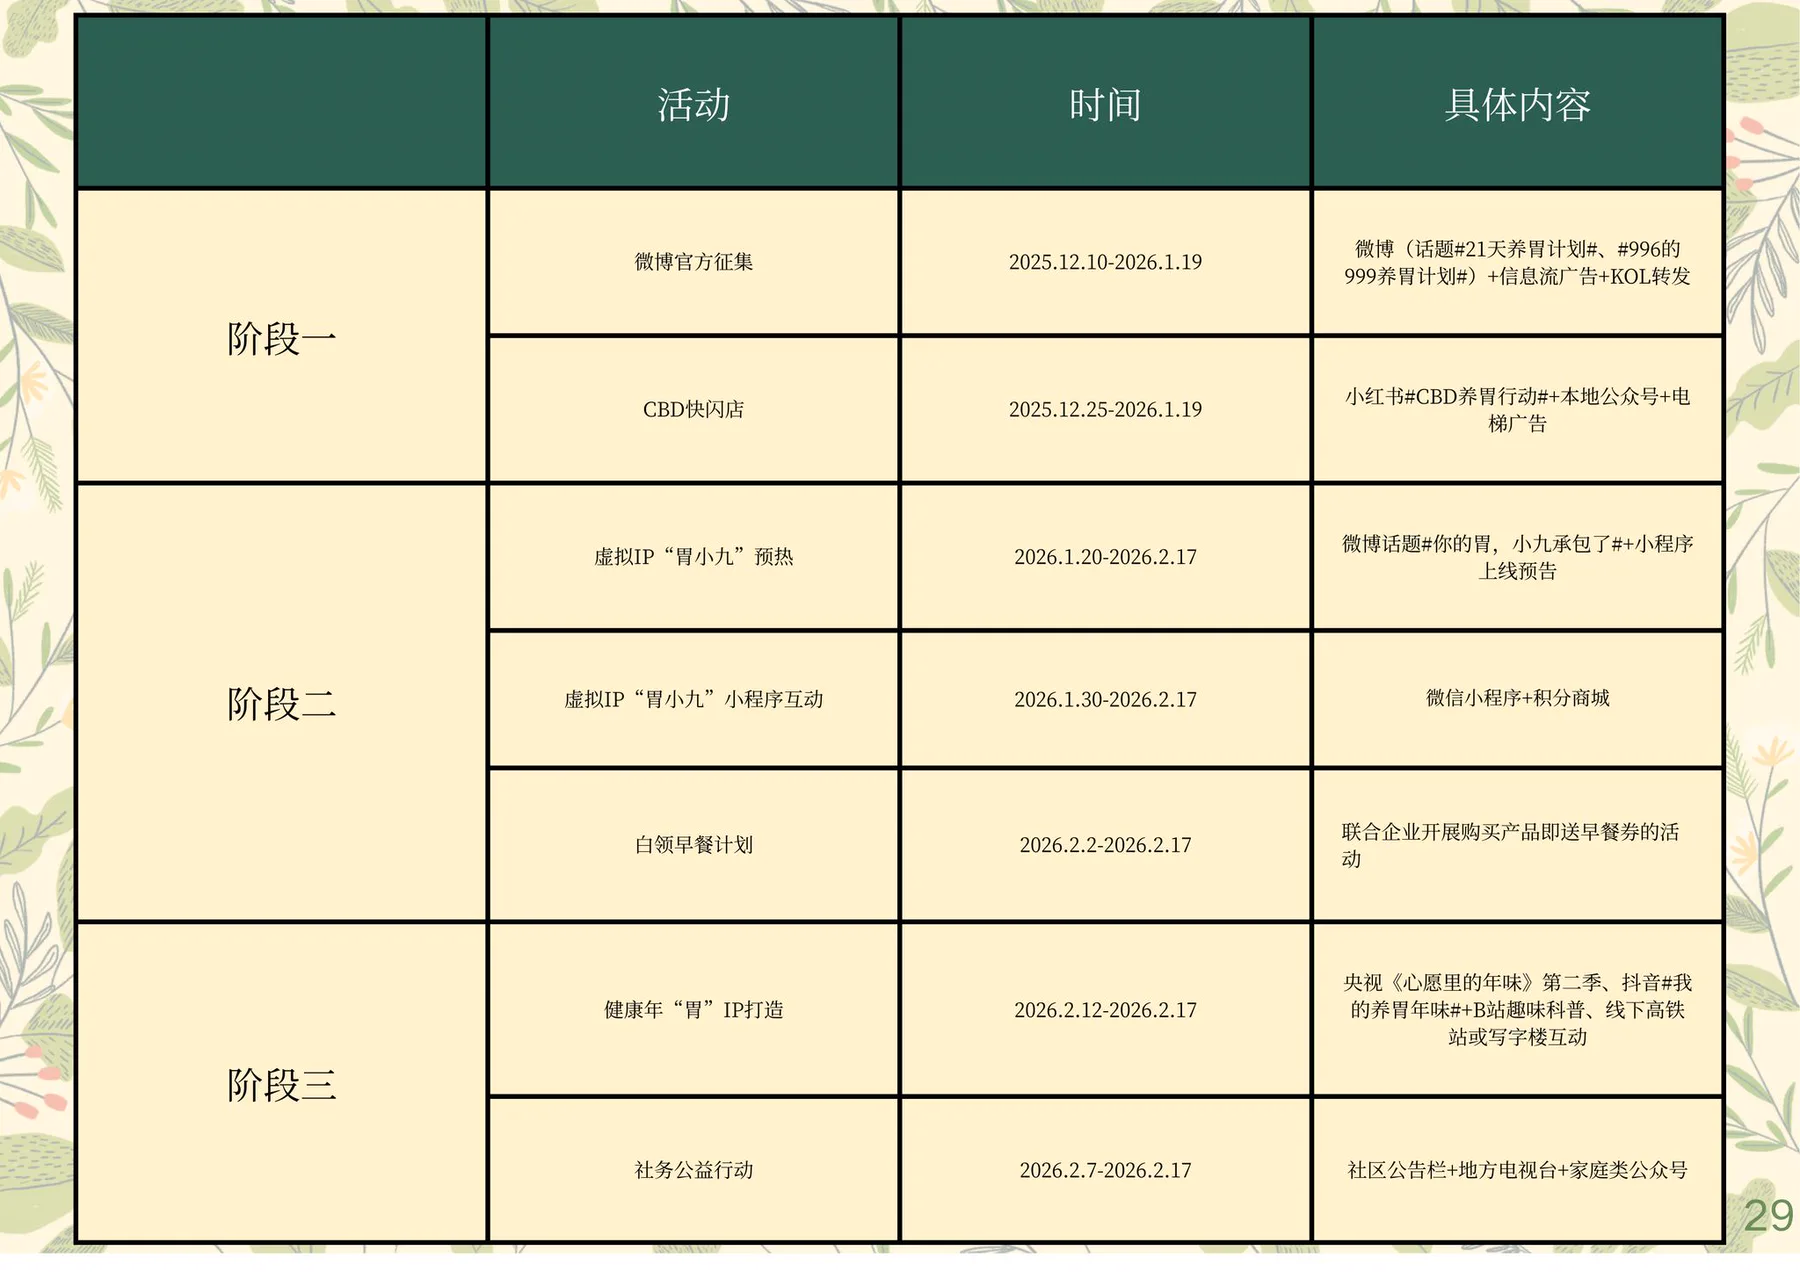 活动
时间
具体内容
阶段一
微博官方征集
2025.12.10-2026.1.19
微博（话题#21天养胃计划#、#996的
999养胃计划#）+信息流广告+KOL转发
CBD快闪店
2025.12.25-2026.1.19
小红书#CBD养胃行动#+本地公众号+电
梯广告
阶段二
虚拟IP“胃小九”预热
2026.1.20-2026.2.17
微博话题#你的胃，小九承包了#+小程序
上线预告
虚拟IP“胃小九”小程序互动
2026.1.30-2026.2.17
微信小程序+积分商城
白领早餐计划
2026.2.2-2026.2.17
联合企业开展购买产品即送早餐券的活
动
阶段三
健康年“胃”IP打造
2026.2.12-2026.2.17
央视《心愿里的年味》第二季、抖音#我
的养胃年味#+B站趣味科普、线下高铁
站或写字楼互动
社务公益行动
2026.2.7-2026.2.17
社区公告栏+地方电视台+家庭类公众号
29